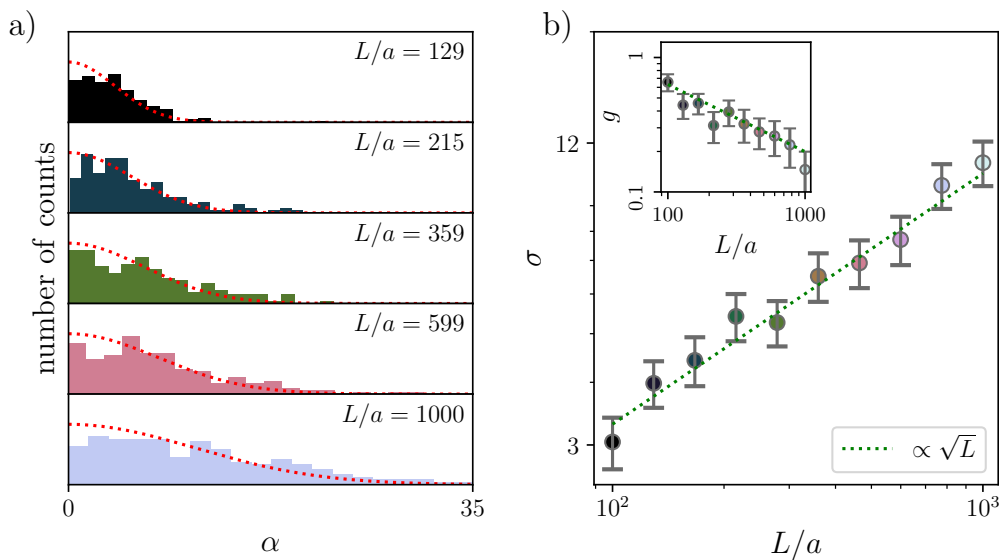 a)
number of counts
L/a = 129
L/a = 215
L/a = 359
L/a = 599
L/a = 1000
0
35
α
b)
σ
12
3
10²
10³
L/a
g
1
0.1
100
1000
L/a
∝ √L